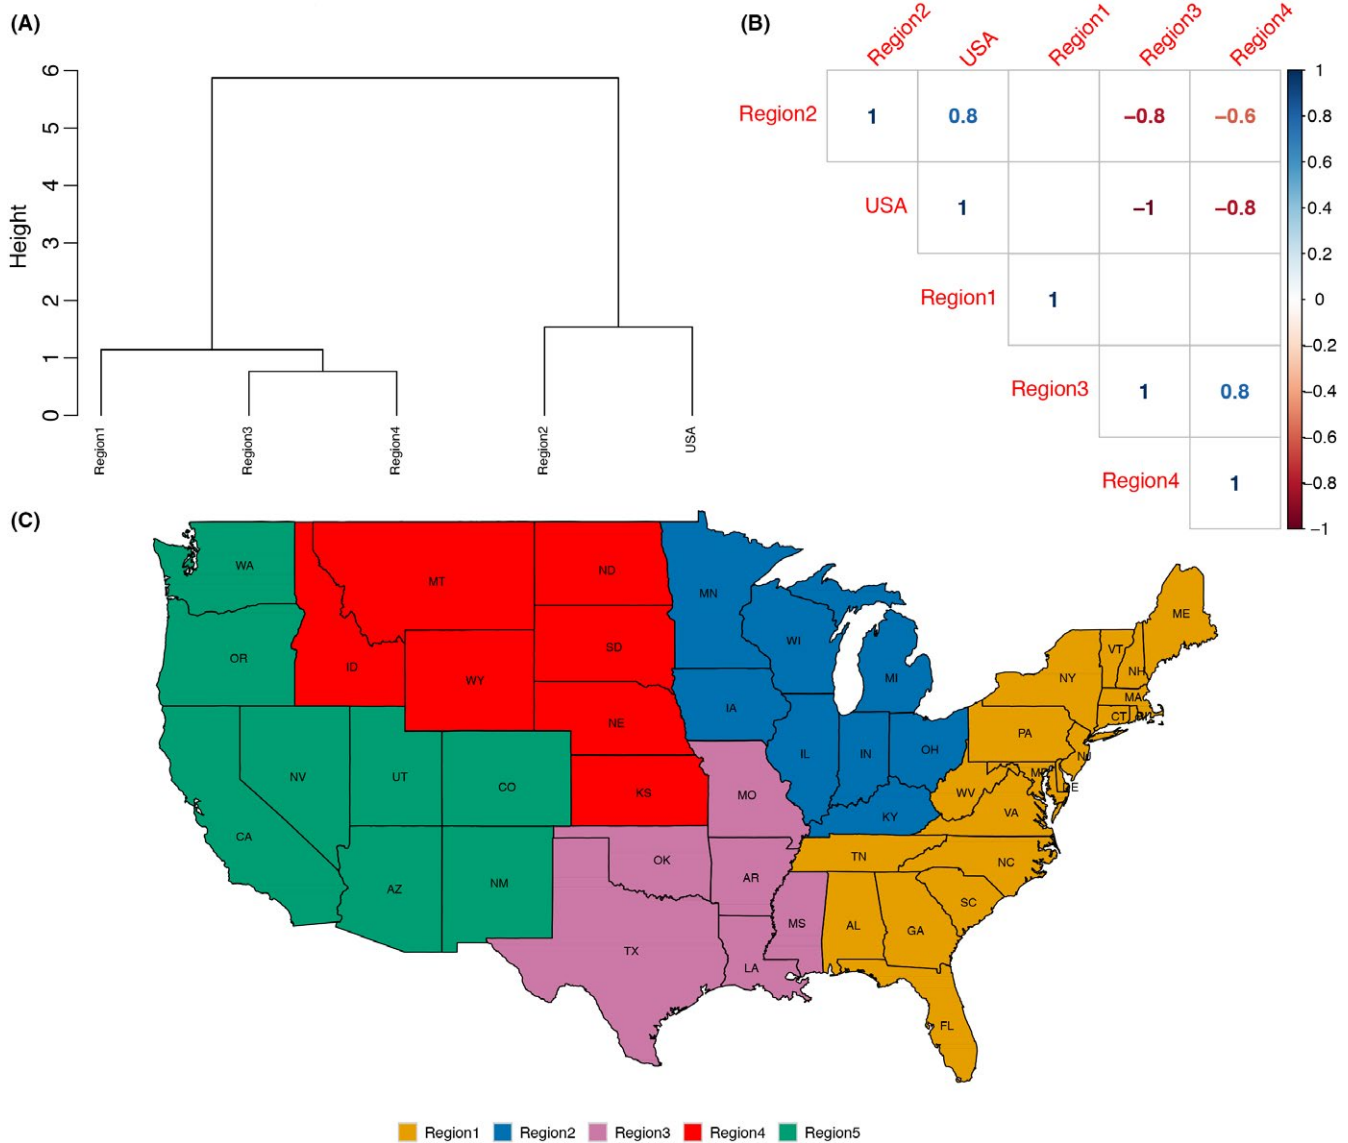 (A)
Height
6
5
4
3
2
1
0
Region1
Region3
Region4
Region2
USA
(B)
Region2 USA Region1 Region3 Region4
Region2 1 0.8 −0.8 −0.6
USA 1 −1 −0.8
Region1 1
Region3 1 0.8
Region4 1
1
0.8
0.6
0.4
0.2
0
−0.2
−0.4
−0.6
−0.8
−1
(C)
WA
MT
ND
MN
ME
OR
ID
WY
SD
WI
MI
NY
VT
NH
MA
CT
NE
IA
PA
NJ
NV
UT
CO
KS
MO
IL
IN
OH
WV
VA
DE
CA
AZ
NM
OK
AR
KY
TN
NC
SC
TX
LA
MS
AL
GA
FL
Region1 Region2 Region3 Region4 Region5